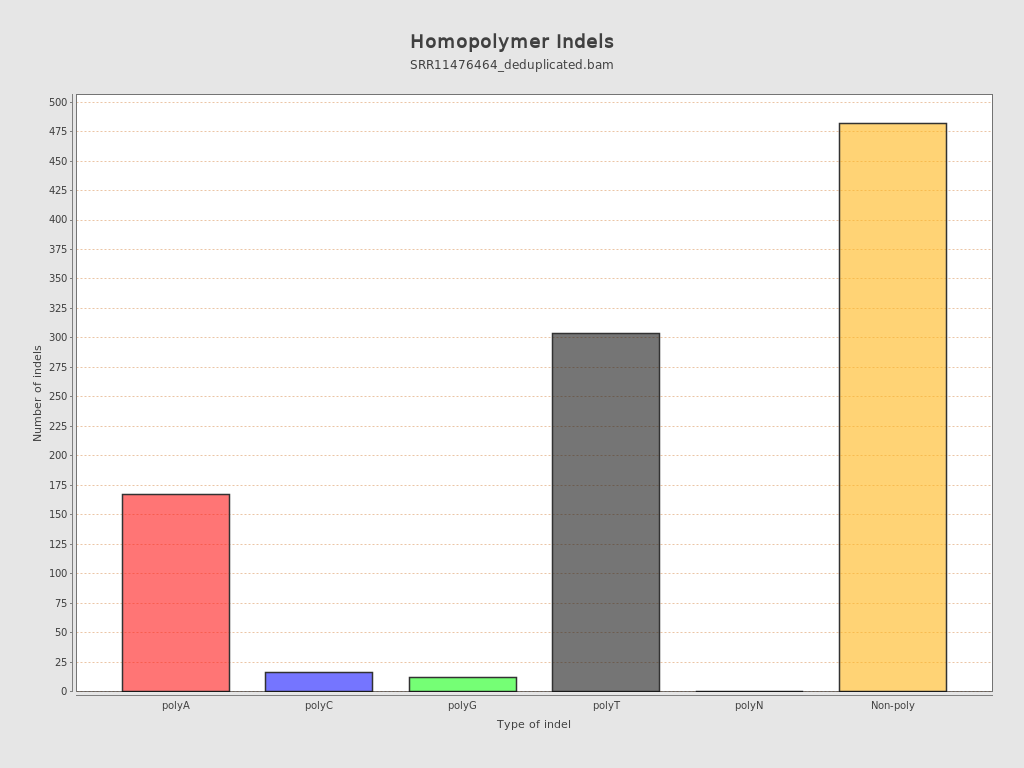 Homopolymer Indels
SRR11476464_deduplicated.bam
500
475
450
425
400
375
350
325
300
275
250
225
200
175
150
125
100
75
50
25
0
Number of indels
polyA
polyC
polyG
polyT
polyN
Non-poly
Type of indel